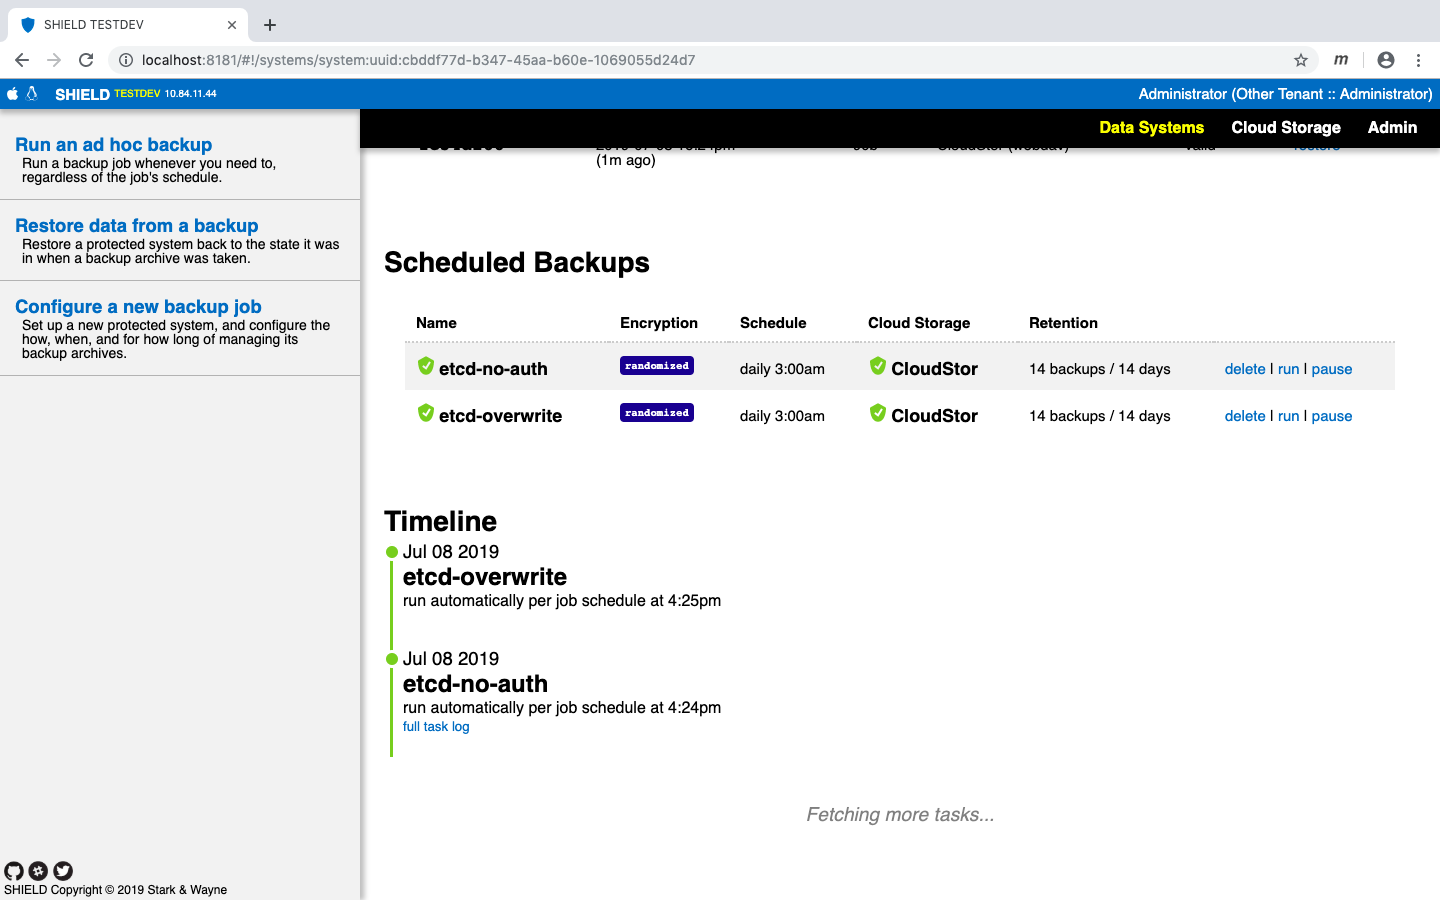 SHIELD TESTDEV
localhost:8181/#!/systems/system:uuid:cbddf77d-b347-45aa-b60e-1069055d24d7
m
SHIELD TESTDEV 10.84.11.44
Administrator (Other Tenant :: Administrator)
Data Systems Cloud Storage Admin
Run an ad hoc backup
Run a backup job whenever you need to,
regardless of the job's schedule.
Restore data from a backup
Restore a protected system back to the state it was
in when a backup archive was taken.
Configure a new backup job
Set up a new protected system, and configure the
how, when, and for how long of managing its
backup archives.
SHIELD Copyright © 2019 Stark & Wayne
(1m ago)
Scheduled Backups
Name Encryption Schedule Cloud Storage Retention
etcd-no-auth randomized daily 3:00am CloudStor 14 backups / 14 days delete | run | pause
etcd-overwrite randomized daily 3:00am CloudStor 14 backups / 14 days delete | run | pause
Timeline
Jul 08 2019
etcd-overwrite
run automatically per job schedule at 4:25pm
Jul 08 2019
etcd-no-auth
run automatically per job schedule at 4:24pm
full task log
Fetching more tasks...